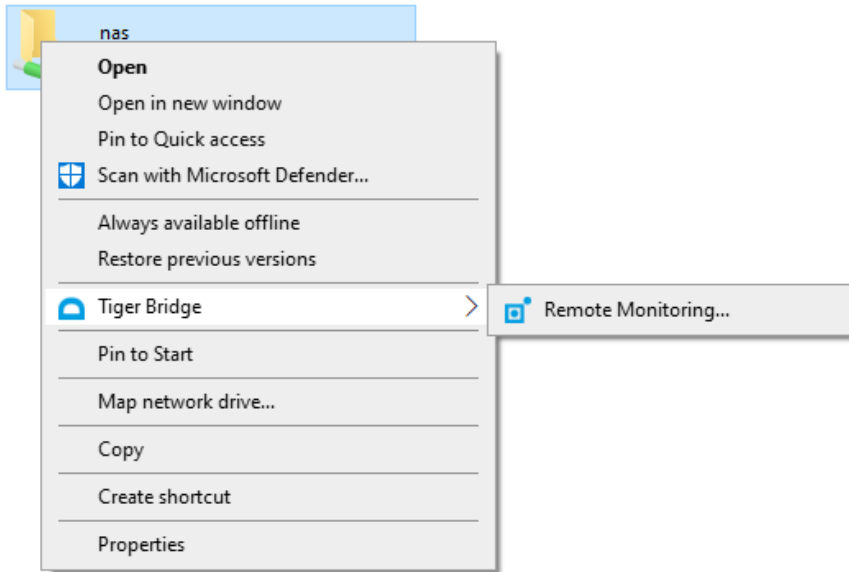 nas
Open
Open in new window
Pin to Quick access
Scan with Microsoft Defender...
Always available offline
Restore previous versions
Tiger Bridge
Remote Monitoring...
Pin to Start
Map network drive...
Copy
Create shortcut
Properties